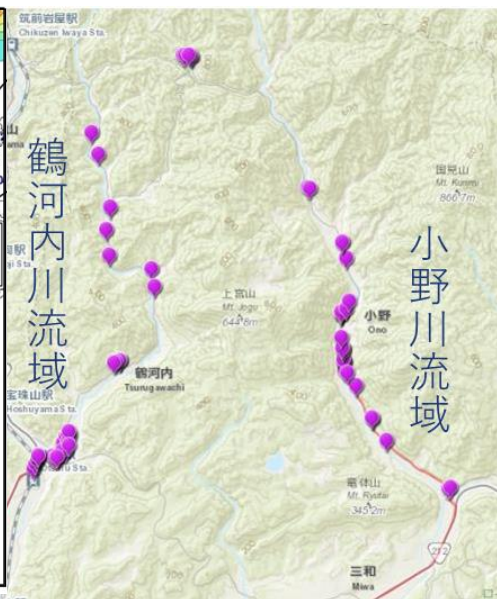 筑前岩屋駅
Chikuzen Iwaya Sta.
山
鶴河内川流域
国見山
Mt. Kunimi
866.7m
小野川流域
上宮山
Mt. Jogu
644.8m
小野
Ono
鶴河内
Tsurugawachi
宝珠山駅
Hoshuyama Sta.
Sta
竜体山
Mt. Ryutai
345.2m
212
三和
Miwa